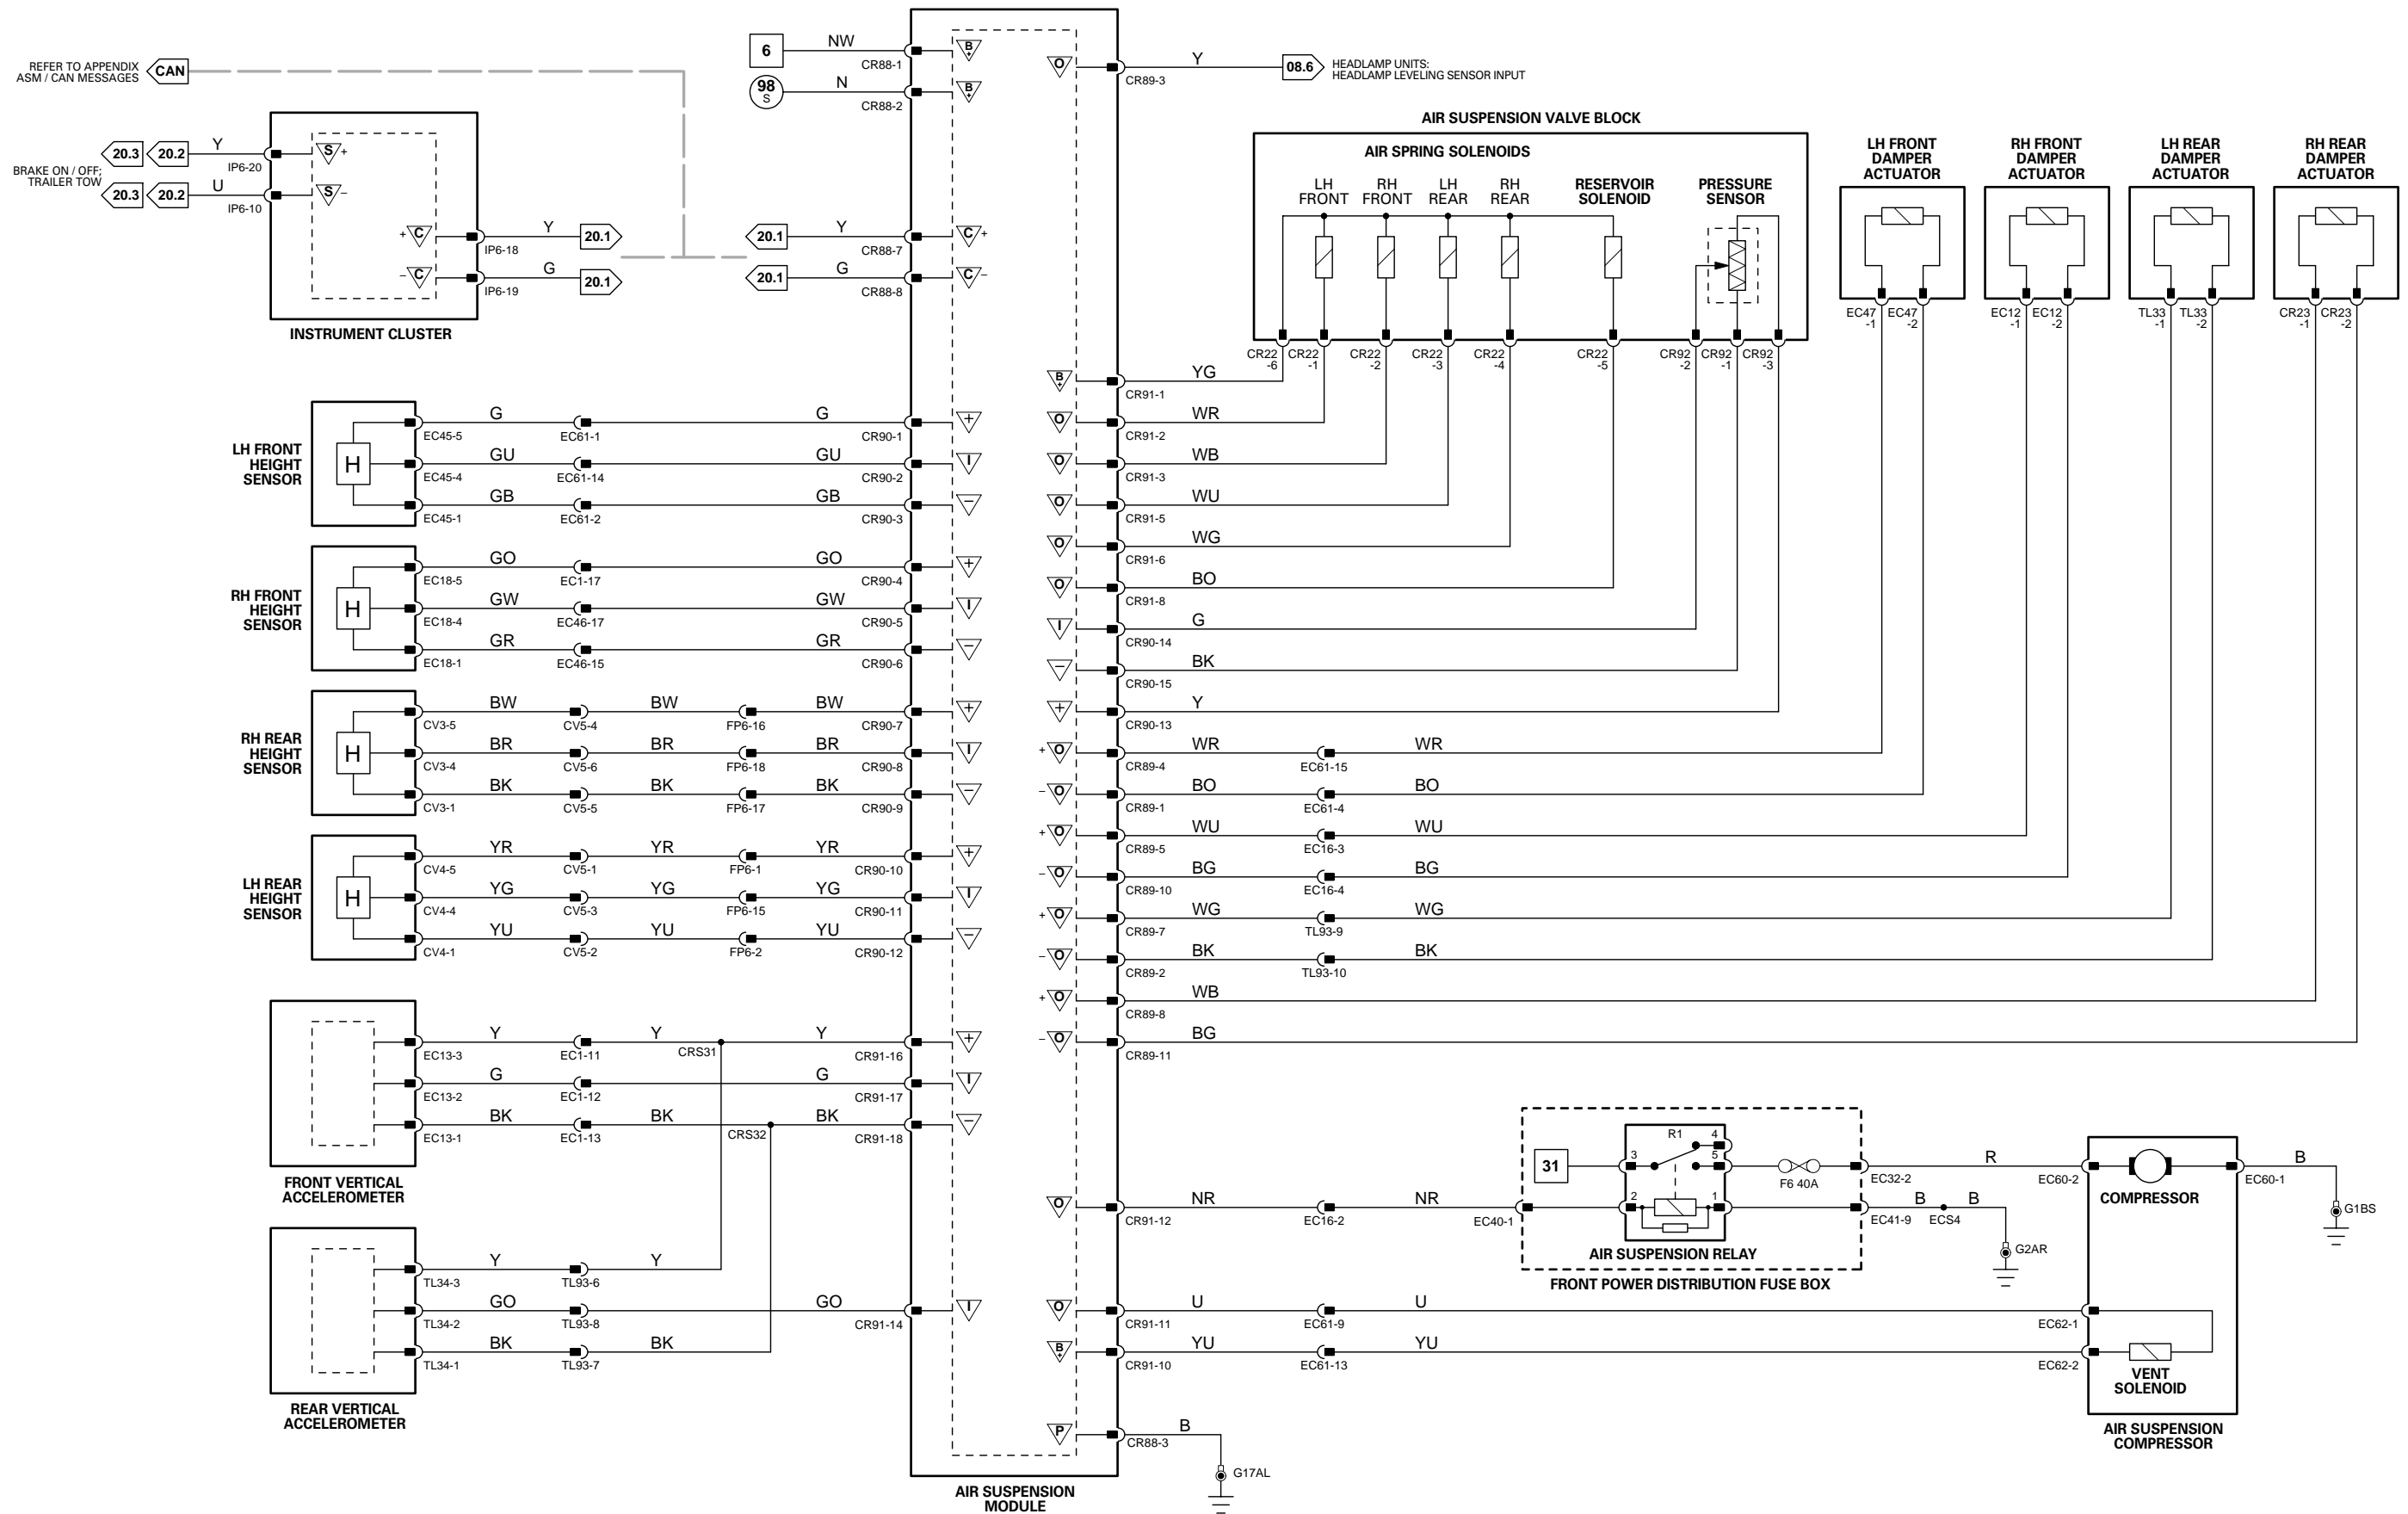 REFER TO APPENDIX
ASM / CAN MESSAGES
CAN
6
NW
CR88-1
B+
98
S
N
CR88-2
B+
O
CR89-3
Y
08.6
HEADLAMP UNITS:
HEADLAMP LEVELING SENSOR INPUT
BRAKE ON / OFF;
TRAILER TOW
20.3
20.2
Y
IP6-20
S
+
20.3
20.2
U
IP6-10
S
–
+
C
IP6-18
Y
20.1
–
C
IP6-19
G
20.1
INSTRUMENT CLUSTER
20.1
Y
CR88-7
C
+
20.1
G
CR88-8
C
–
AIR SUSPENSION VALVE BLOCK
AIR SPRING SOLENOIDS
LH
FRONT
RH
FRONT
LH
REAR
RH
REAR
RESERVOIR
SOLENOID
PRESSURE
SENSOR
CR22
-6
CR22
-1
CR22
-2
CR22
-3
CR22
-4
CR22
-5
CR92
-2
CR92
-1
CR92
-3
LH FRONT
DAMPER
ACTUATOR
EC47
-1
EC47
-2
RH FRONT
DAMPER
ACTUATOR
EC12
-1
EC12
-2
LH REAR
DAMPER
ACTUATOR
TL33
-1
TL33
-2
RH REAR
DAMPER
ACTUATOR
CR23
-1
CR23
-2
LH FRONT
HEIGHT
SENSOR
H
EC45-5
G
EC61-1
G
CR90-1
+
EC45-4
GU
EC61-14
GU
CR90-2
I
EC45-1
GB
EC61-2
GB
CR90-3
–
RH FRONT
HEIGHT
SENSOR
H
EC18-5
GO
EC1-17
GO
CR90-4
+
EC18-4
GW
EC46-17
GW
CR90-5
I
EC18-1
GR
EC46-15
GR
CR90-6
–
RH REAR
HEIGHT
SENSOR
H
CV3-5
BW
CV5-4
BW
FP6-16
BW
CR90-7
+
CV3-4
BR
CV5-6
BR
FP6-18
BR
CR90-8
I
CV3-1
BK
CV5-5
BK
FP6-17
BK
CR90-9
–
LH REAR
HEIGHT
SENSOR
H
CV4-5
YR
CV5-1
YR
FP6-1
YR
CR90-10
+
CV4-4
YG
CV5-3
YG
FP6-15
YG
CR90-11
I
CV4-1
YU
CV5-2
YU
FP6-2
YU
CR90-12
–
EC13-3
Y
EC1-11
Y
CRS31
Y
CR91-16
+
EC13-2
G
EC1-12
G
CR91-17
I
EC13-1
BK
EC1-13
BK
CRS32
BK
CR91-18
–
FRONT VERTICAL
ACCELEROMETER
TL34-3
Y
TL93-6
Y
TL34-2
GO
TL93-8
GO
CR91-14
I
TL34-1
BK
TL93-7
BK
REAR VERTICAL
ACCELEROMETER
B+
CR91-1
YG
O
CR91-2
WR
O
CR91-3
WB
O
CR91-5
WU
O
CR91-6
WG
O
CR91-8
BO
I
CR90-14
G
–
CR90-15
BK
+
CR90-13
Y
+
O
CR89-4
WR
EC61-15
WR
–
O
CR89-1
BO
EC61-4
BO
+
O
CR89-5
WU
EC16-3
WU
–
O
CR89-10
BG
EC16-4
BG
+
O
CR89-7
WG
TL93-9
WG
–
O
CR89-2
BK
TL93-10
BK
+
O
CR89-8
WB
–
O
CR89-11
BG
O
CR91-12
NR
EC16-2
NR
EC40-1
31
R1
3
4
5
2
1
F6 40A
AIR SUSPENSION RELAY
FRONT POWER DISTRIBUTION FUSE BOX
EC32-2
R
EC60-2
COMPRESSOR
EC60-1
B
G1BS
EC41-9
B
ECS4
B
G2AR
O
CR91-11
U
EC61-9
U
EC62-1
B+
CR91-10
YU
EC61-13
YU
EC62-2
VENT
SOLENOID
AIR SUSPENSION
COMPRESSOR
P
CR88-3
B
G17AL
AIR SUSPENSION
MODULE